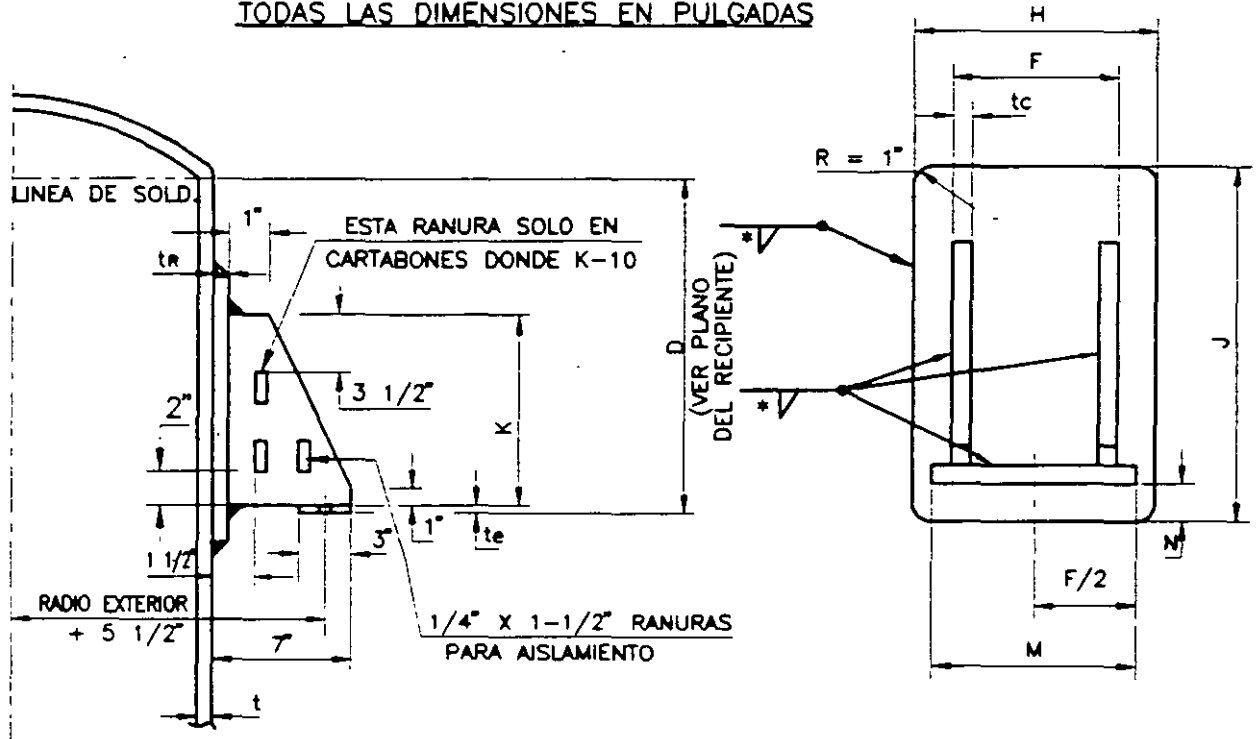 TODAS LAS DIMENSIONES EN PULGADAS
H
F
tc
R = 1"
LINEA DE SOLD.
1"
ESTA RANURA SOLO EN
CARTABONES DONDE K-10
tR
*
D
(VER PLANO
DEL RECIPIENTE)
J
2"
3 1/2"
K
*
1"
te
3"
N
1 1/2"
F/2
RADIO EXTERIOR
+ 5 1/2"
7"
1/4" X 1-1/2" RANURAS
PARA AISLAMIENTO
M
t